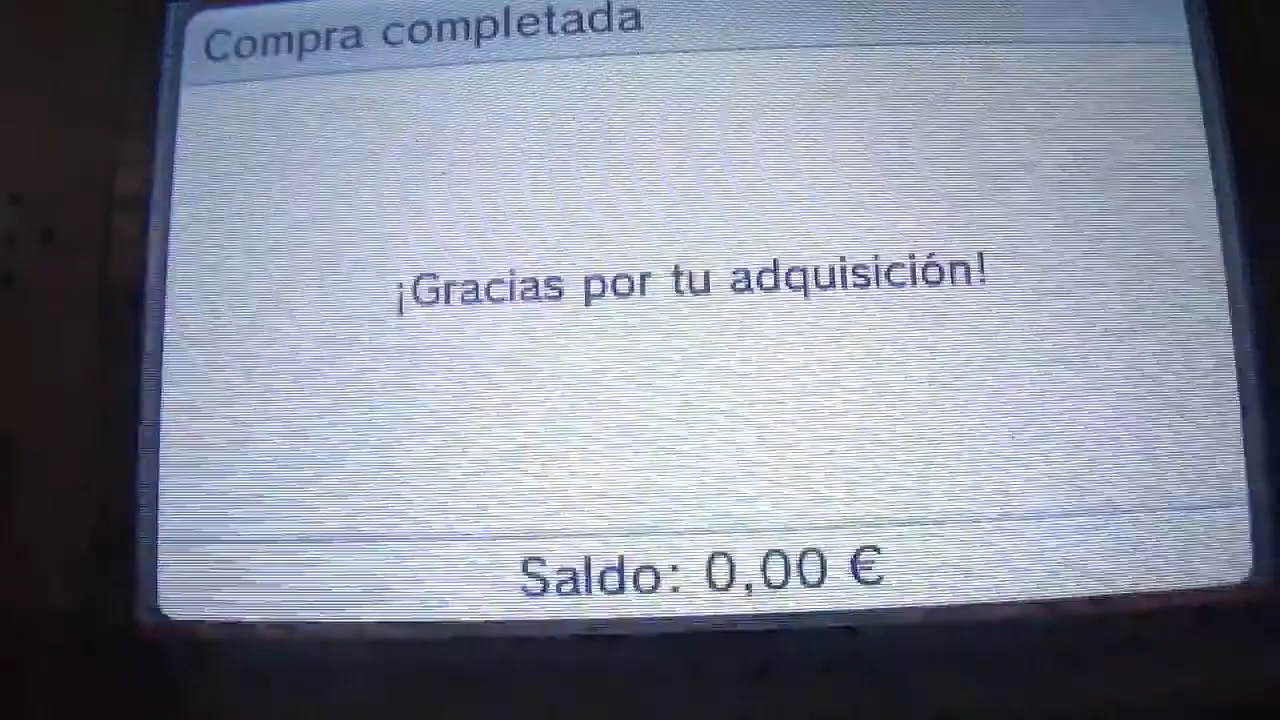 Compra completada
¡Gracias por tu adquisición!
Saldo: 0,00 €